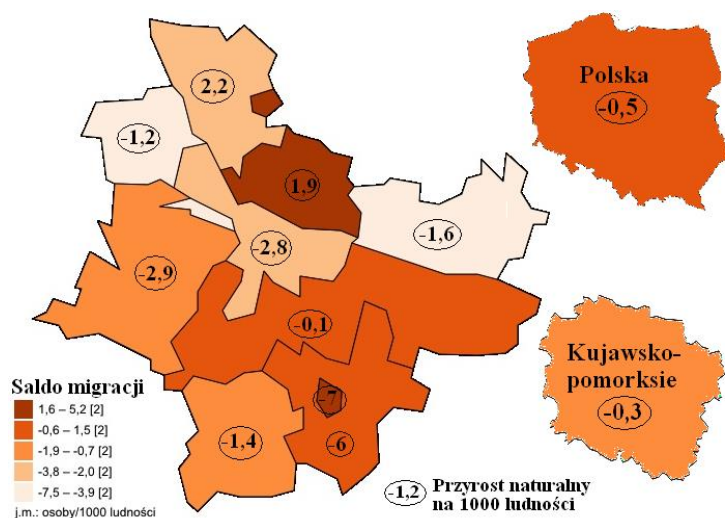 2,2
Polska
-0,5
-1,2
1,9
-1,6
-2,8
-2,9
-0,1
Kujawsko-
pomorksie
-0,3
Saldo migracji
1,6 – 5,2 [2]
-0,6 – 1,5 [2]
-1,9 – -0,7 [2]
-3,8 – -2,0 [2]
-7,5 – -3,9 [2]
j.m.: osoby/1000 ludności
-7
-1,4
-6
-1,2 Przyrost naturalny
na 1000 ludności